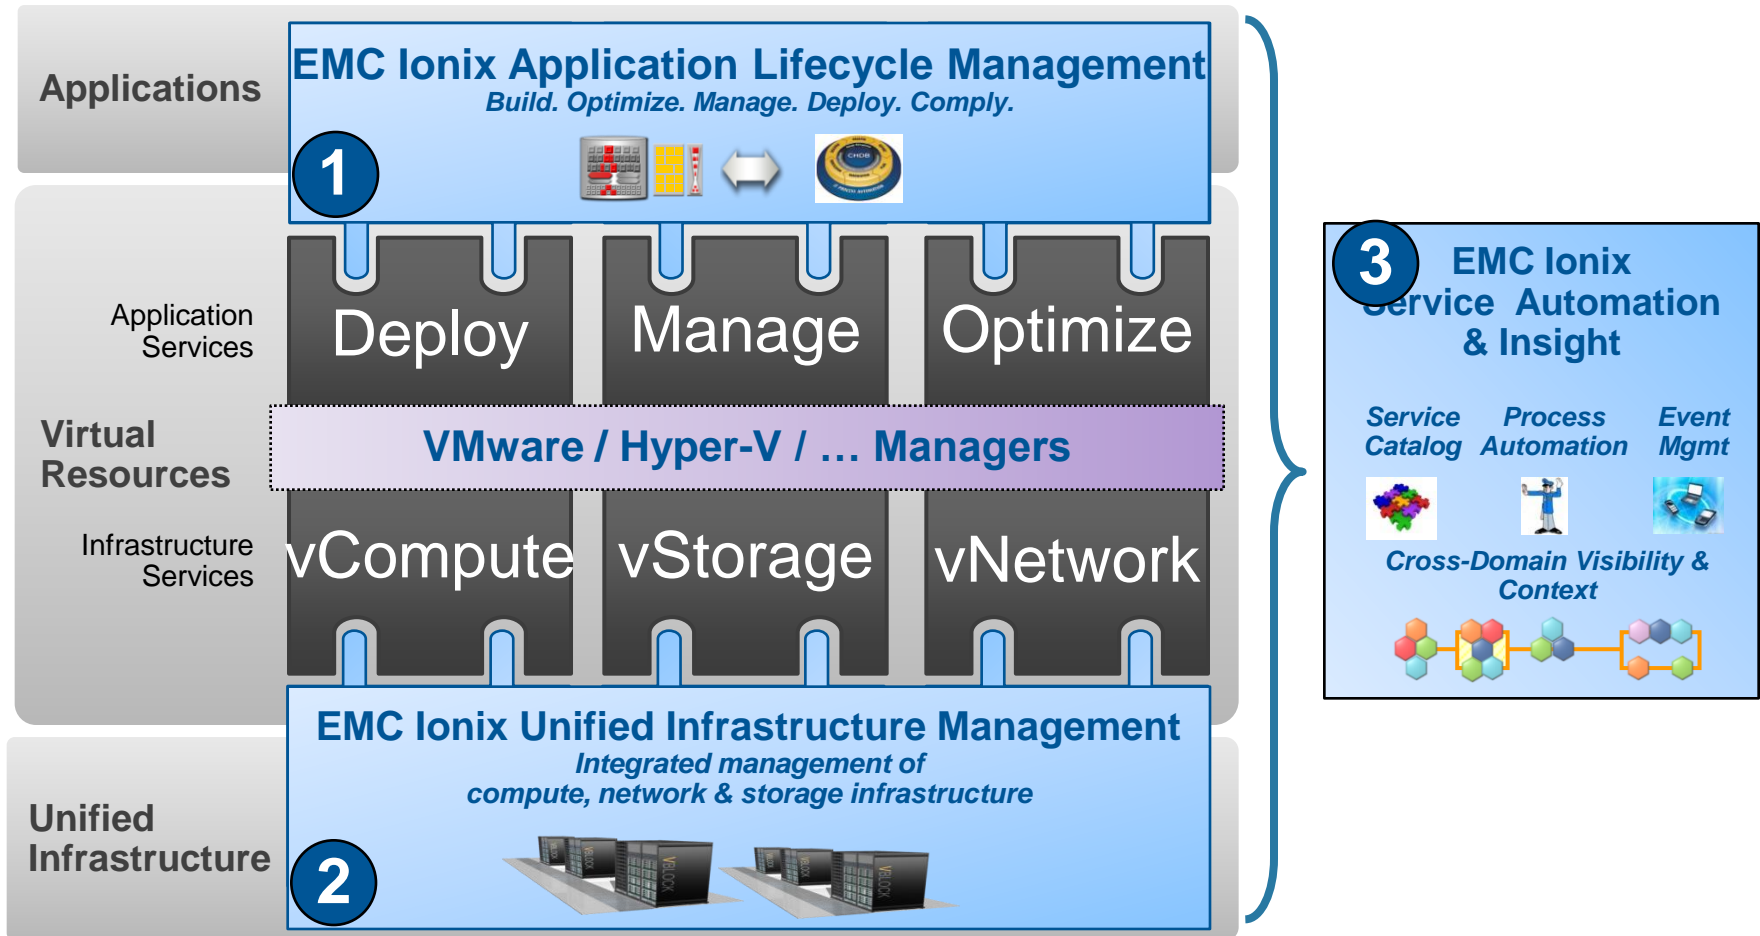 Applications
EMC Ionix Application Lifecycle Management
Build. Optimize. Manage. Deploy. Comply.
1
CHDB
Application
Services
Deploy
Manage
Optimize
Virtual
Resources
VMware / Hyper-V / … Managers
Infrastructure
Services
vCompute
vStorage
vNetwork
Unified
Infrastructure
EMC Ionix Unified Infrastructure Management
Integrated management of
compute, network & storage infrastructure
2
VBLOCK
VBLOCK
3
EMC Ionix
Service Automation
& Insight
Service
Catalog
Process
Automation
Event
Mgmt
Cross-Domain Visibility &
Context